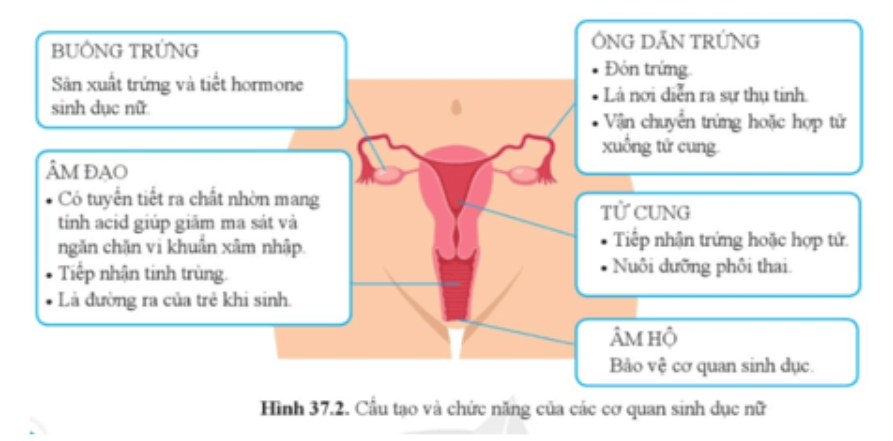 BUỒNG TRỨNG
Sản xuất trứng và tiết hormone
sinh dục nữ.
ÂM ĐẠO
• Có tuyến tiết ra chất nhờn mang
tính acid giúp giảm ma sát và
ngăn chặn vi khuẩn xâm nhập.
• Tiếp nhận tinh trùng.
• Là đường ra của trẻ khi sinh.
ỐNG DẪN TRỨNG
• Đón trứng.
• Là nơi diễn ra sự thụ tinh.
• Vận chuyển trứng hoặc hợp tử
xuống tử cung.
TỬ CUNG
• Tiếp nhận trứng hoặc hợp tử.
• Nuôi dưỡng phôi thai.
ÂM HỘ
Bảo vệ cơ quan sinh dục.
Hình 37.2. Cấu tạo và chức năng của các cơ quan sinh dục nữ